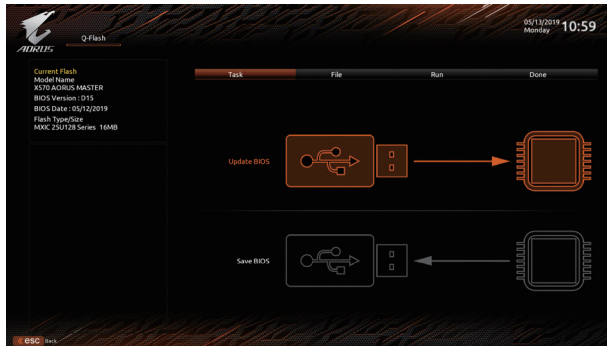 AORUS
Q-Flash
05/13/2019
Monday
10:59
Current Flash
Model Name
X570 AORUS MASTER
BIOS Version : D15
BIOS Date : 05/12/2019
Flash Type/Size
MXIC 25U128 Series 16MB
Task File Run Done
Update BIOS
Save BIOS
esc Back